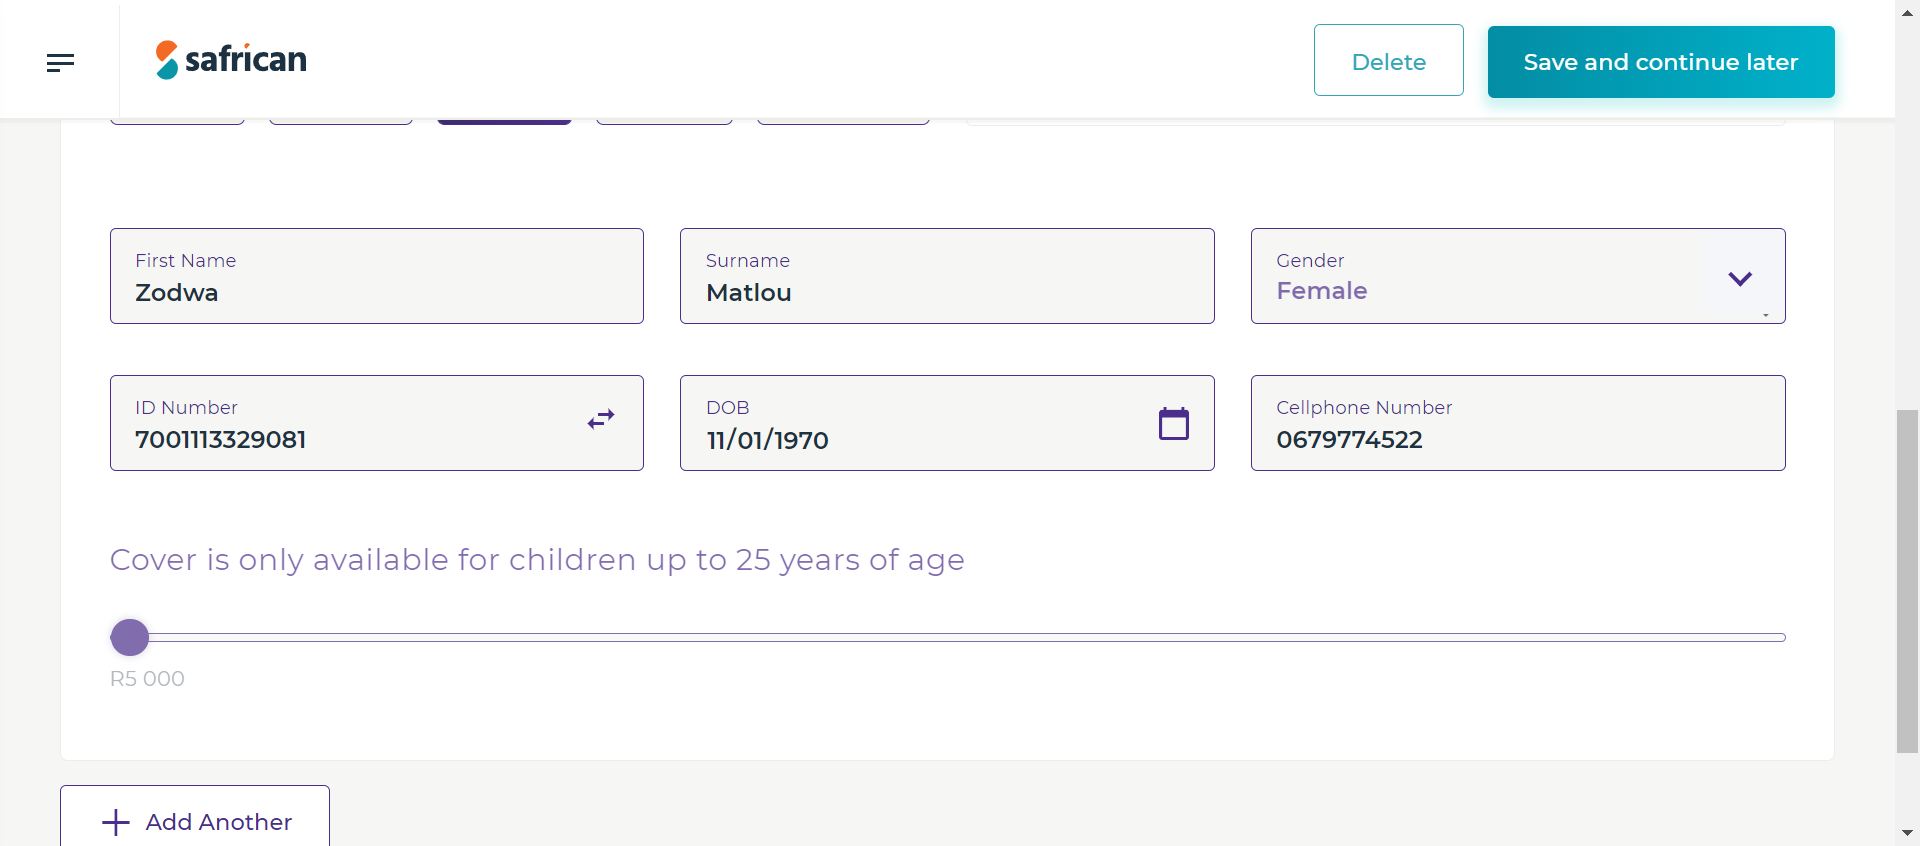 safrican
Delete
Save and continue later
First Name
Zodwa
Surname
Matlou
Gender
Female
ID Number
7001113329081
DOB
11/01/1970
Cellphone Number
0679774522
Cover is only available for children up to 25 years of age
R5 000
Add Another